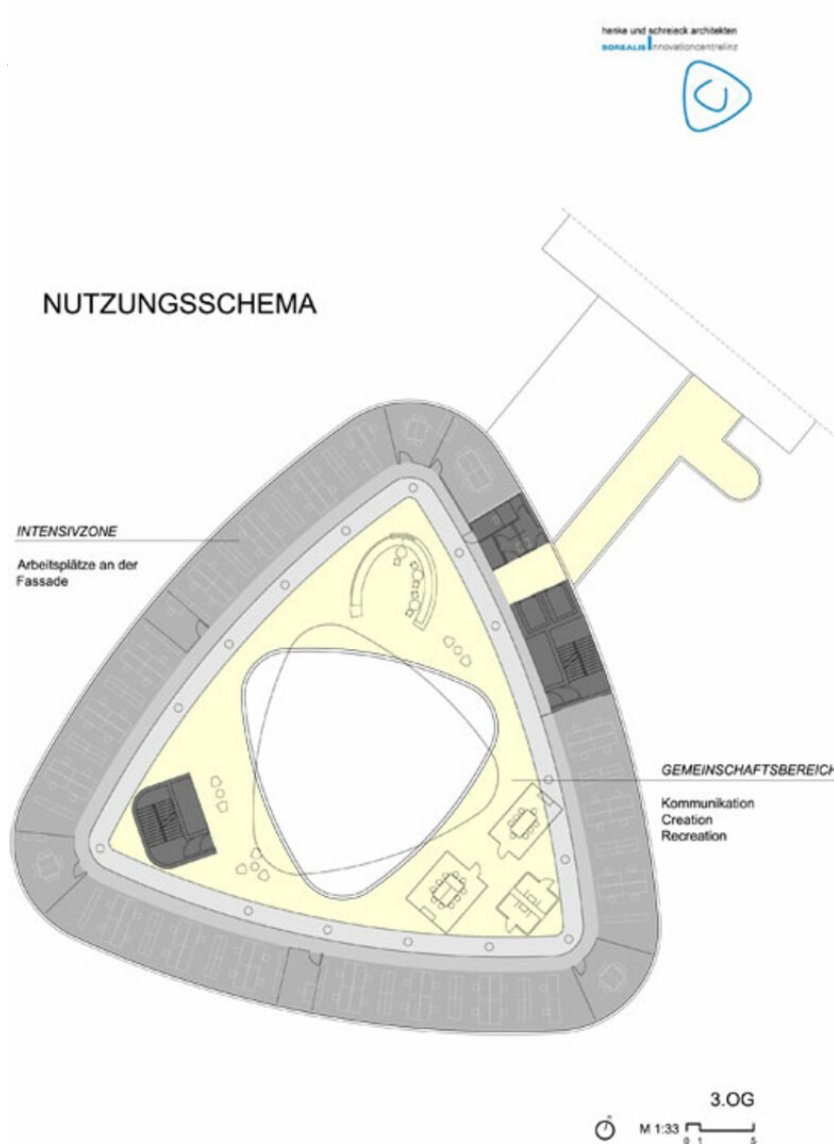 henke und schreieck architekten
BOREALIS innovationcentrelinz
NUTZUNGSSCHEMA
INTENSIVZONE
Arbeitsplätze an der
Fassade
GEMEINSCHAFTSBEREICH
Kommunikation
Creation
Recreation
3.OG
M 1:33
0 1 5